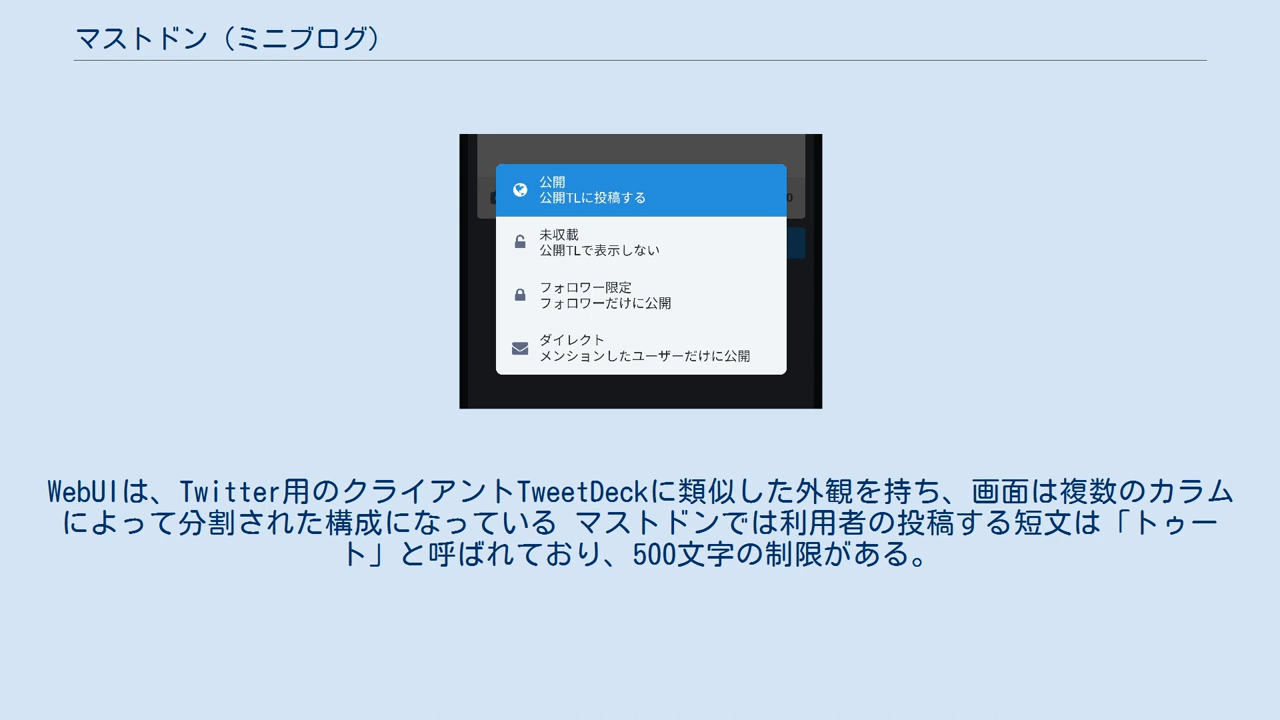 マストドン（ミニブログ）
公開
公開TLに投稿する
0
未収載
公開TLで表示しない
フォロワー限定
フォロワーだけに公開
ダイレクト
メンションしたユーザーだけに公開
WebUIは、Twitter用のクライアントTweetDeckに類似した外観を持ち、画面は複数のカラム
によって分割された構成になっている マストドンでは利用者の投稿する短文は「トゥー
ト」と呼ばれており、500文字の制限がある。